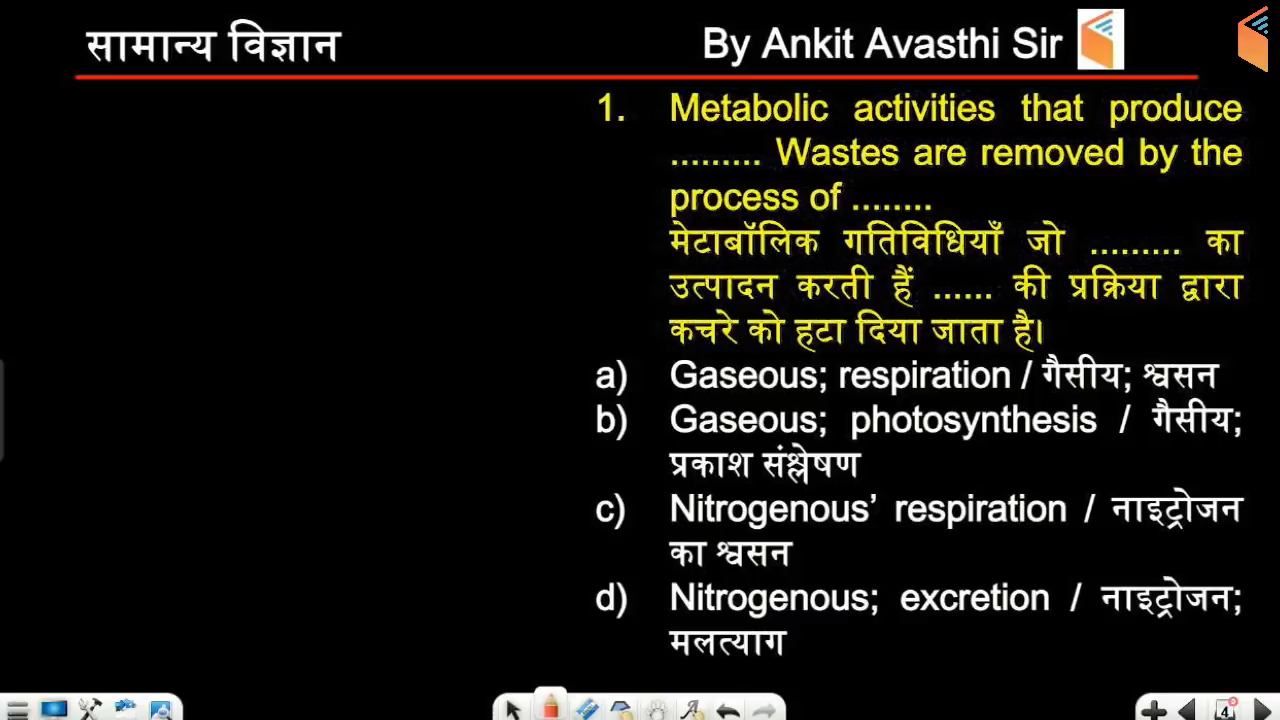 सामान्य विज्ञान
By Ankit Avasthi Sir
1. Metabolic activities that produce
......... Wastes are removed by the
process of ........
मेटाबॉलिक गतिविधियाँ जो ......... का
उत्पादन करती हैं ...... की प्रक्रिया द्वारा
कचरे को हटा दिया जाता है।
a) Gaseous; respiration / गैसीय; श्वसन
b) Gaseous; photosynthesis / गैसीय;
प्रकाश संश्लेषण
c) Nitrogenous’ respiration / नाइट्रोजन
का श्वसन
d) Nitrogenous; excretion / नाइट्रोजन;
मलत्याग
4